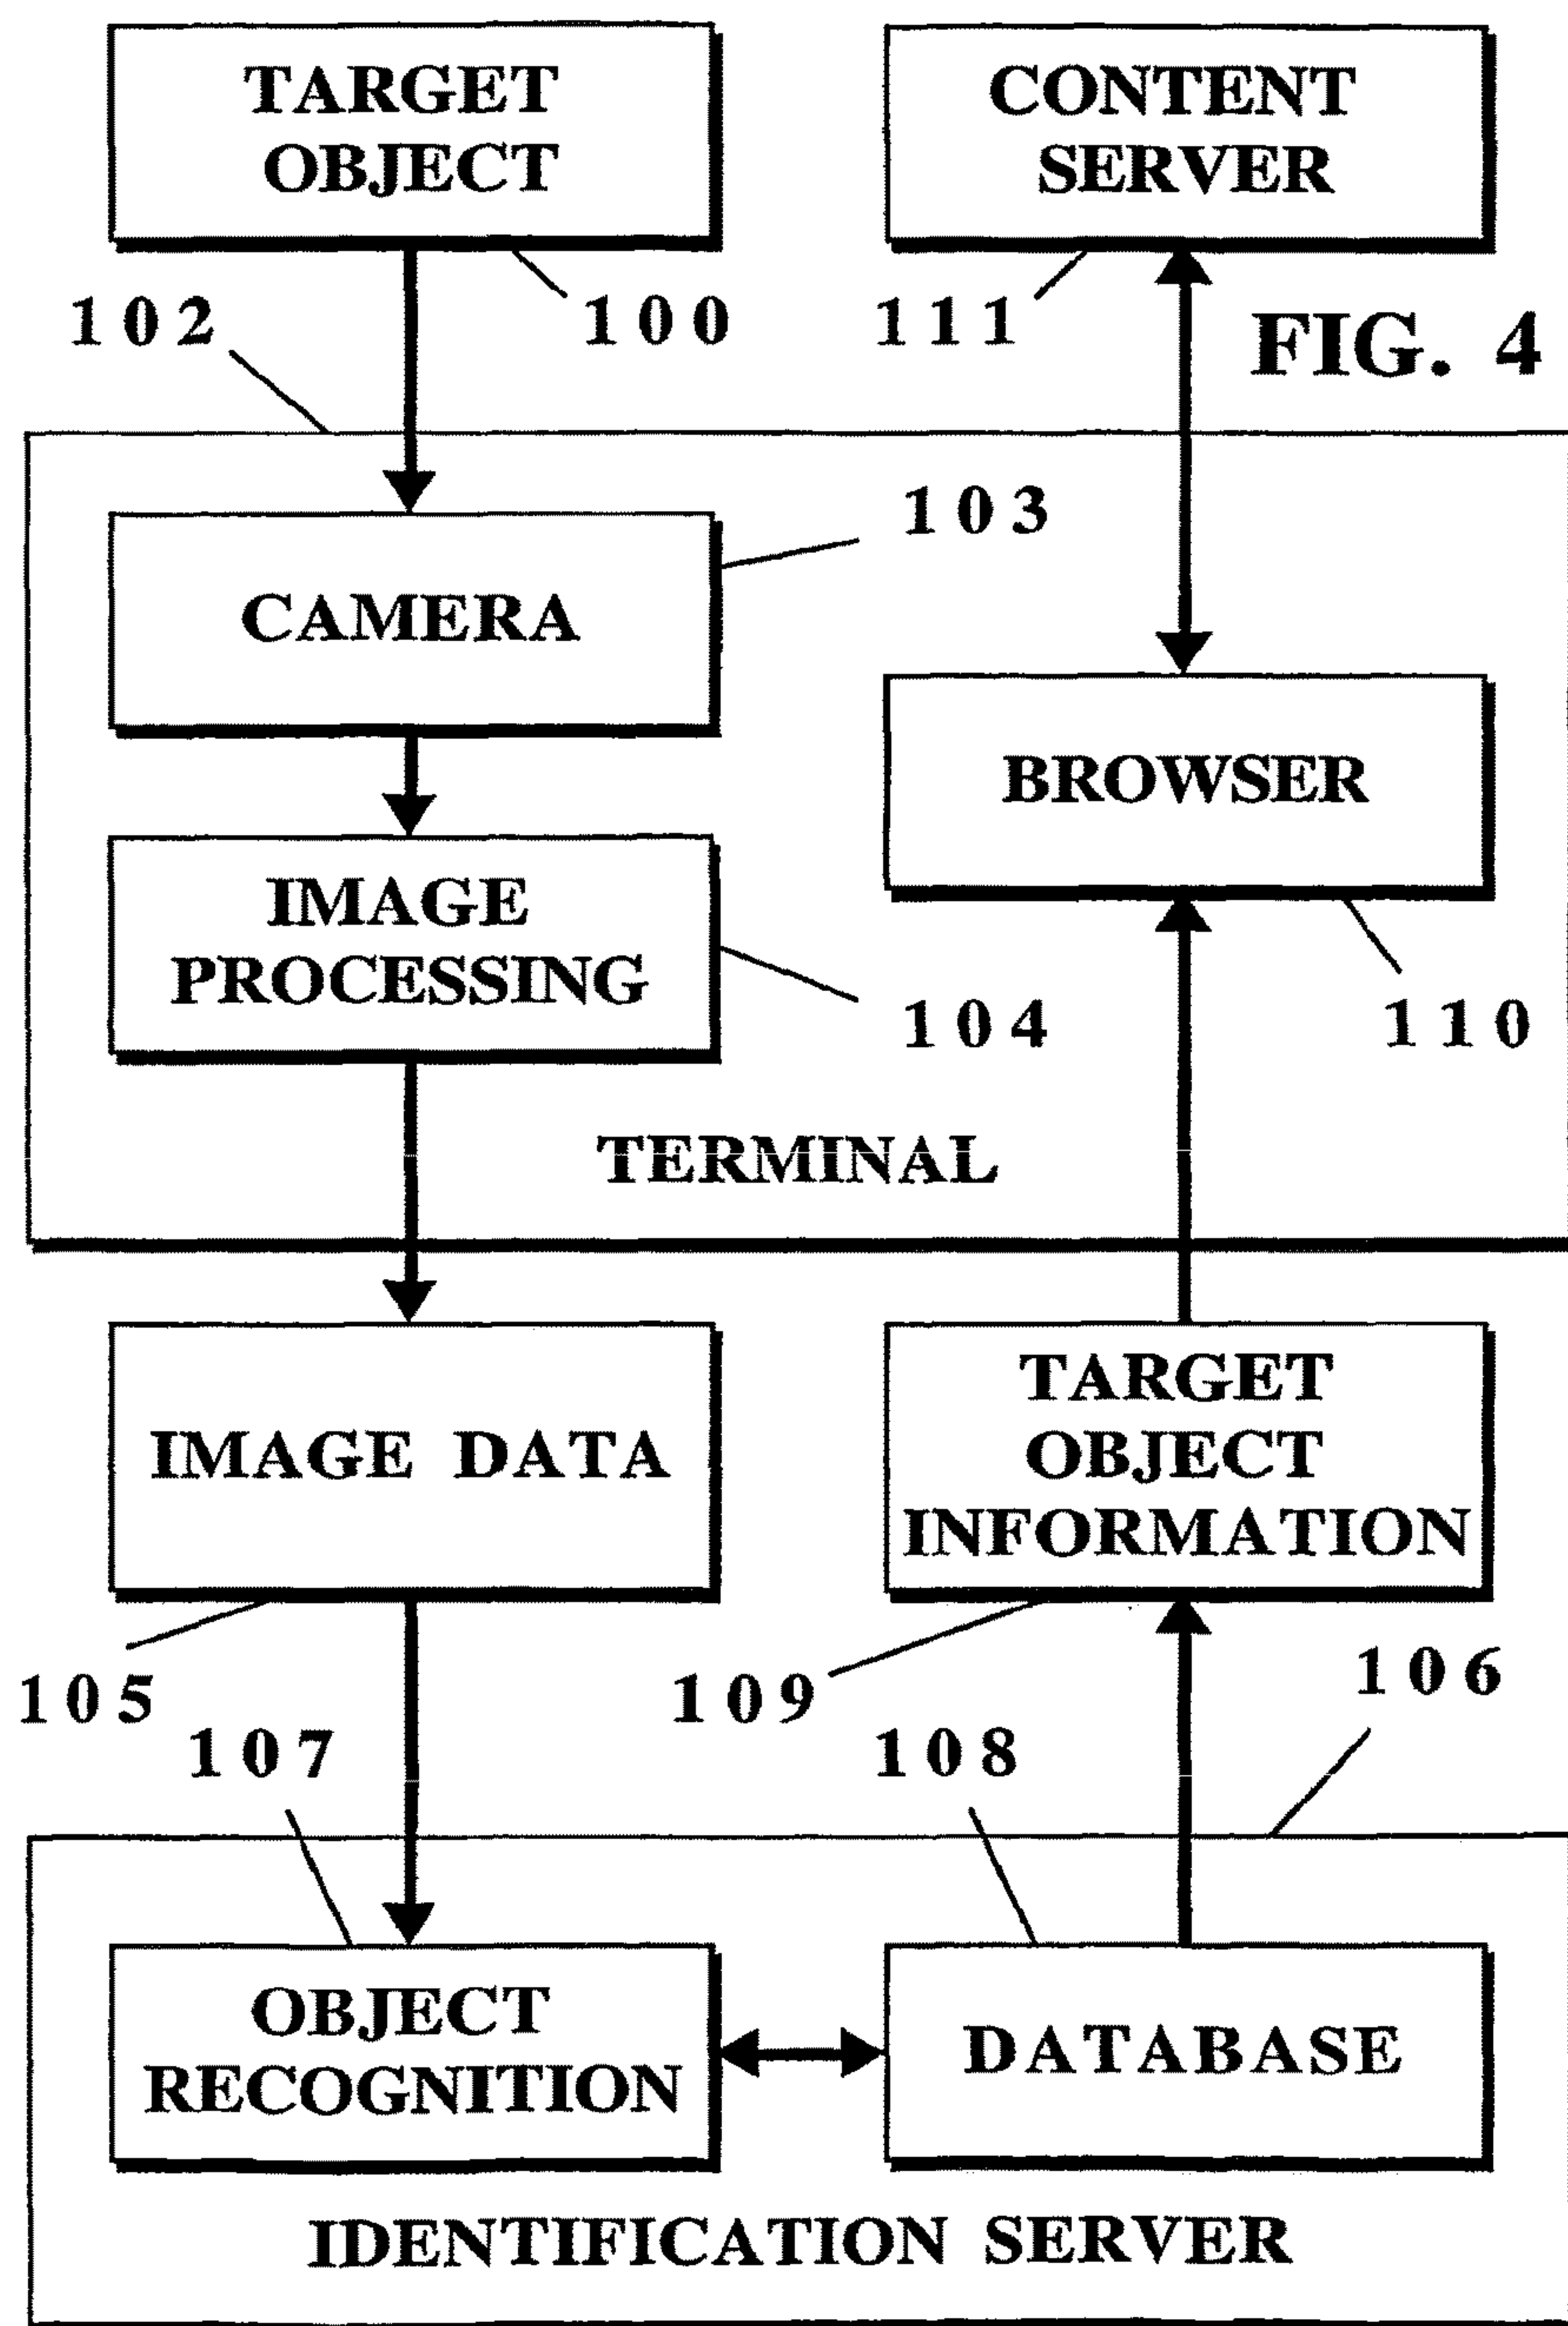 TARGET
OBJECT
CONTENT
SERVER
102
100
111
FIG. 4
103
CAMERA
BROWSER
IMAGE
PROCESSING
104
110
TERMINAL
IMAGE DATA
TARGET
OBJECT
INFORMATION
105
109
106
107
108
OBJECT
RECOGNITION
DATABASE
IDENTIFICATION SERVER